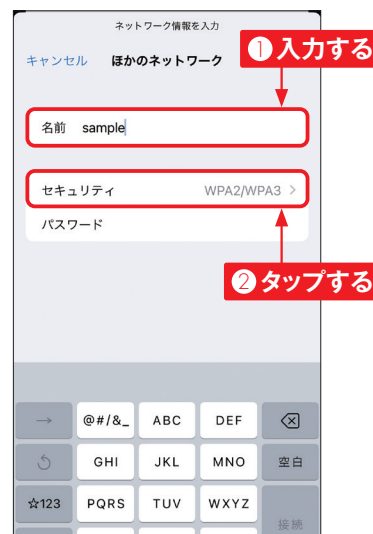 ネットワーク情報を入力
キャンセル ほかのネットワーク
❶入力する
名前 sample
セキュリティ WPA2/WPA3 >
パスワード
❷タップする
→ @#/&_ ABC DEF
GHI JKL MNO 空白
☆123 PQRS TUV WXYZ
接続